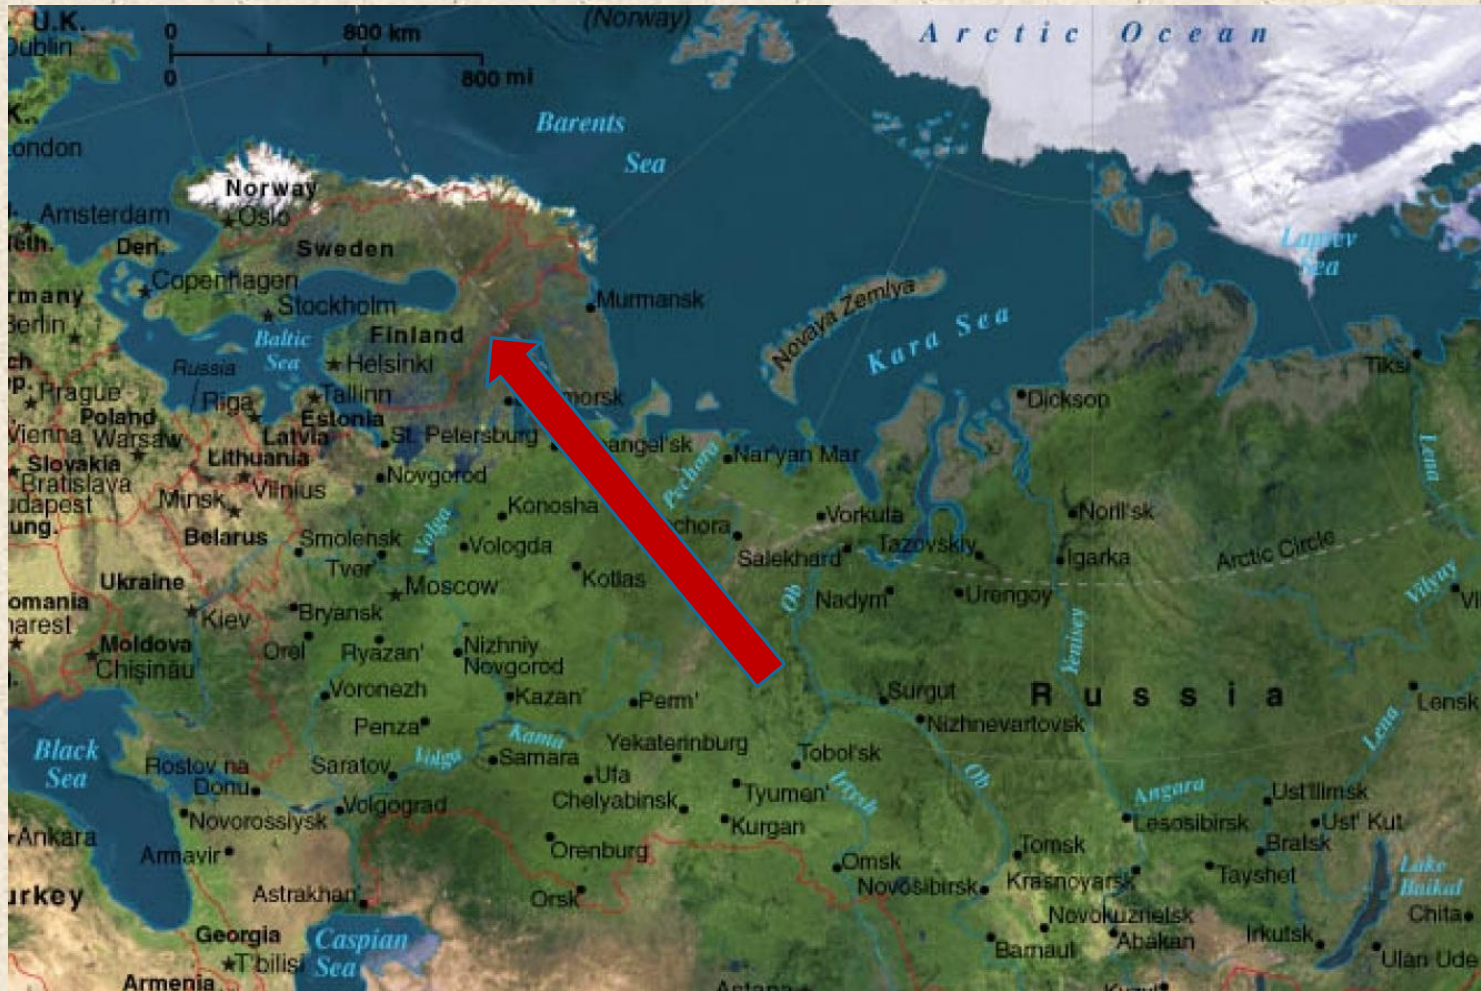 U.K.
Dublin
0
800 km
0
800 mi
(Norway)
Arctic Ocean
Barents
Sea
London
Norway
Oslo
Amsterdam
Den.
Sweden
Copenhagen
Stockholm
Berlin
Baltic
Sea
Finland
Helsinki
Russia
Murmansk
Novaya Zemlya
Kara Sea
Laptev
Sea
Tiksi
Prague
Poland
Riga
Tallinn
Estonia
Vienna
Warsaw
Latvia
St. Petersburg
Slovakia
Bratislava
Lithuania
Minsk
Vilnius
Novgorod
Dickson
Nar'yan Mar
Pechora
Lena
Belarus
Smolensk
Tver'
Volga
Konosha
Vologda
Kotlas
Vorkula
Salekhard
Tazovskiy
Noril'sk
Igarka
Arctic Circle
Vilyuy
Ukraine
Moscow
Bryansk
Kiev
Moldova
Chişinău
Orel
Ryazan'
Nizhniy
Novgorod
Ob
Nadym
Urengoy
Yenisey
Voronezh
Kazan'
Perm'
Surgut
Russia
Lensk
Penza
Nizhnevartovsk
Black
Sea
Rostov na
Donu
Saratov
Volga
Kama
Samara
Yekaterinburg
Tobol'sk
Lena
Ufa
Chelyabinsk
Tyumen'
Irtysh
Ob
Angara
Ust'Ilimsk
Novorossiysk
Volgograd
Kurgan
Lesosibirsk
Ust' Kut
Ankara
Armavir
Orenburg
Omsk
Tomsk
Bratsk
Astrakhan'
Orsk
Novosibirsk
Krasnoyarsk
Tayshet
Lake
Baikal
Georgia
Caspian
Sea
Novokuznetsk
Abakan
Barnaul
Irkutsk
Chita
Ulan Ude
T'bilisi
Armenia
Astana